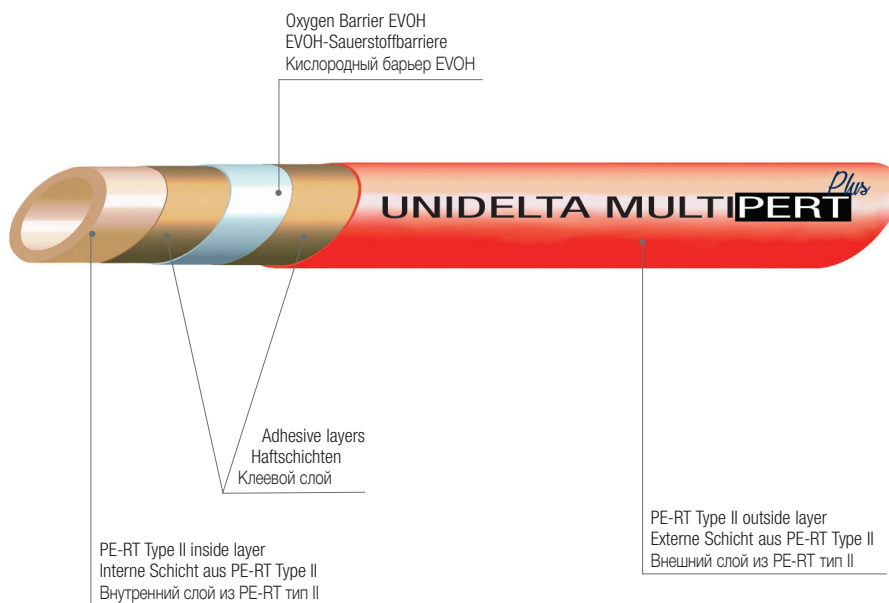 Oxygen Barrier EVOH
EVOH-Sauerstoffbarriere
Кислородный барьер EVOH
UNIDELTA MULTIPERT Plus
Adhesive layers
Haftschichten
Клеевой слой
PE-RT Type II inside layer
Interne Schicht aus PE-RT Type II
Внутренний слой из PE-RT тип II
PE-RT Type II outside layer
Externe Schicht aus PE-RT Type II
Внешний слой из PE-RT тип II